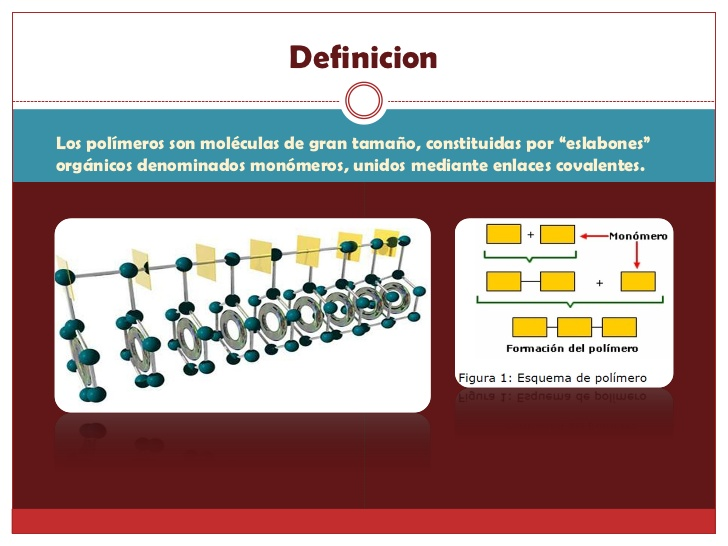 Definicion
Los polímeros son moléculas de gran tamaño, constituidas por “eslabones”
orgánicos denominados monómeros, unidos mediante enlaces covalentes.
+
Monómero
+
Formación del polímero
Figura 1: Esquema de polímero